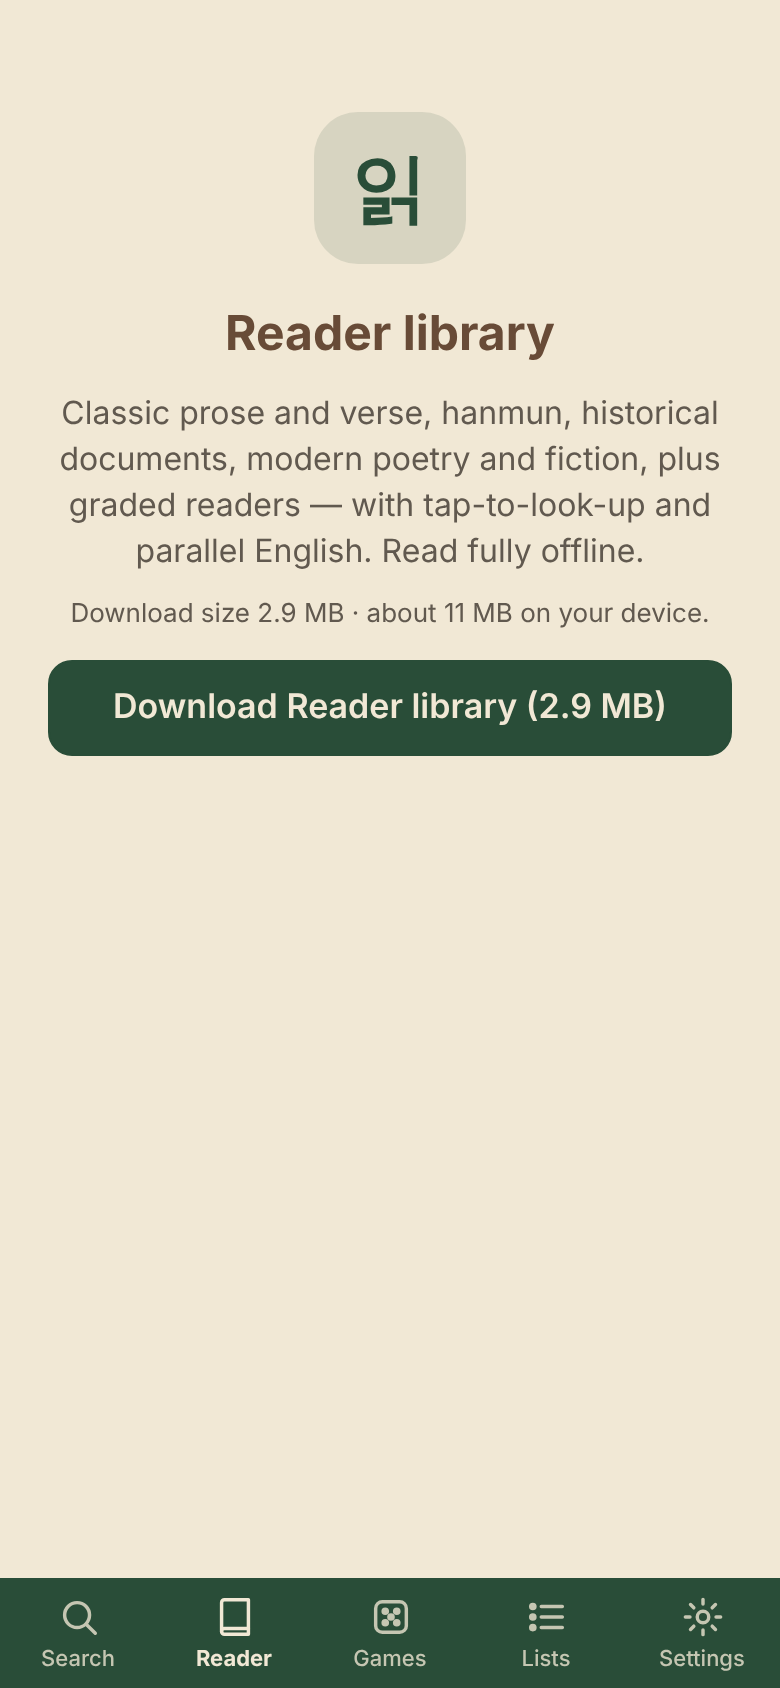 읽
Reader library
Classic prose and verse, hanmun, historical
documents, modern poetry and fiction, plus
graded readers — with tap-to-look-up and
parallel English. Read fully offline.
Download size 2.9 MB · about 11 MB on your device.
Download Reader library (2.9 MB)
Search
Reader
Games
Lists
Settings